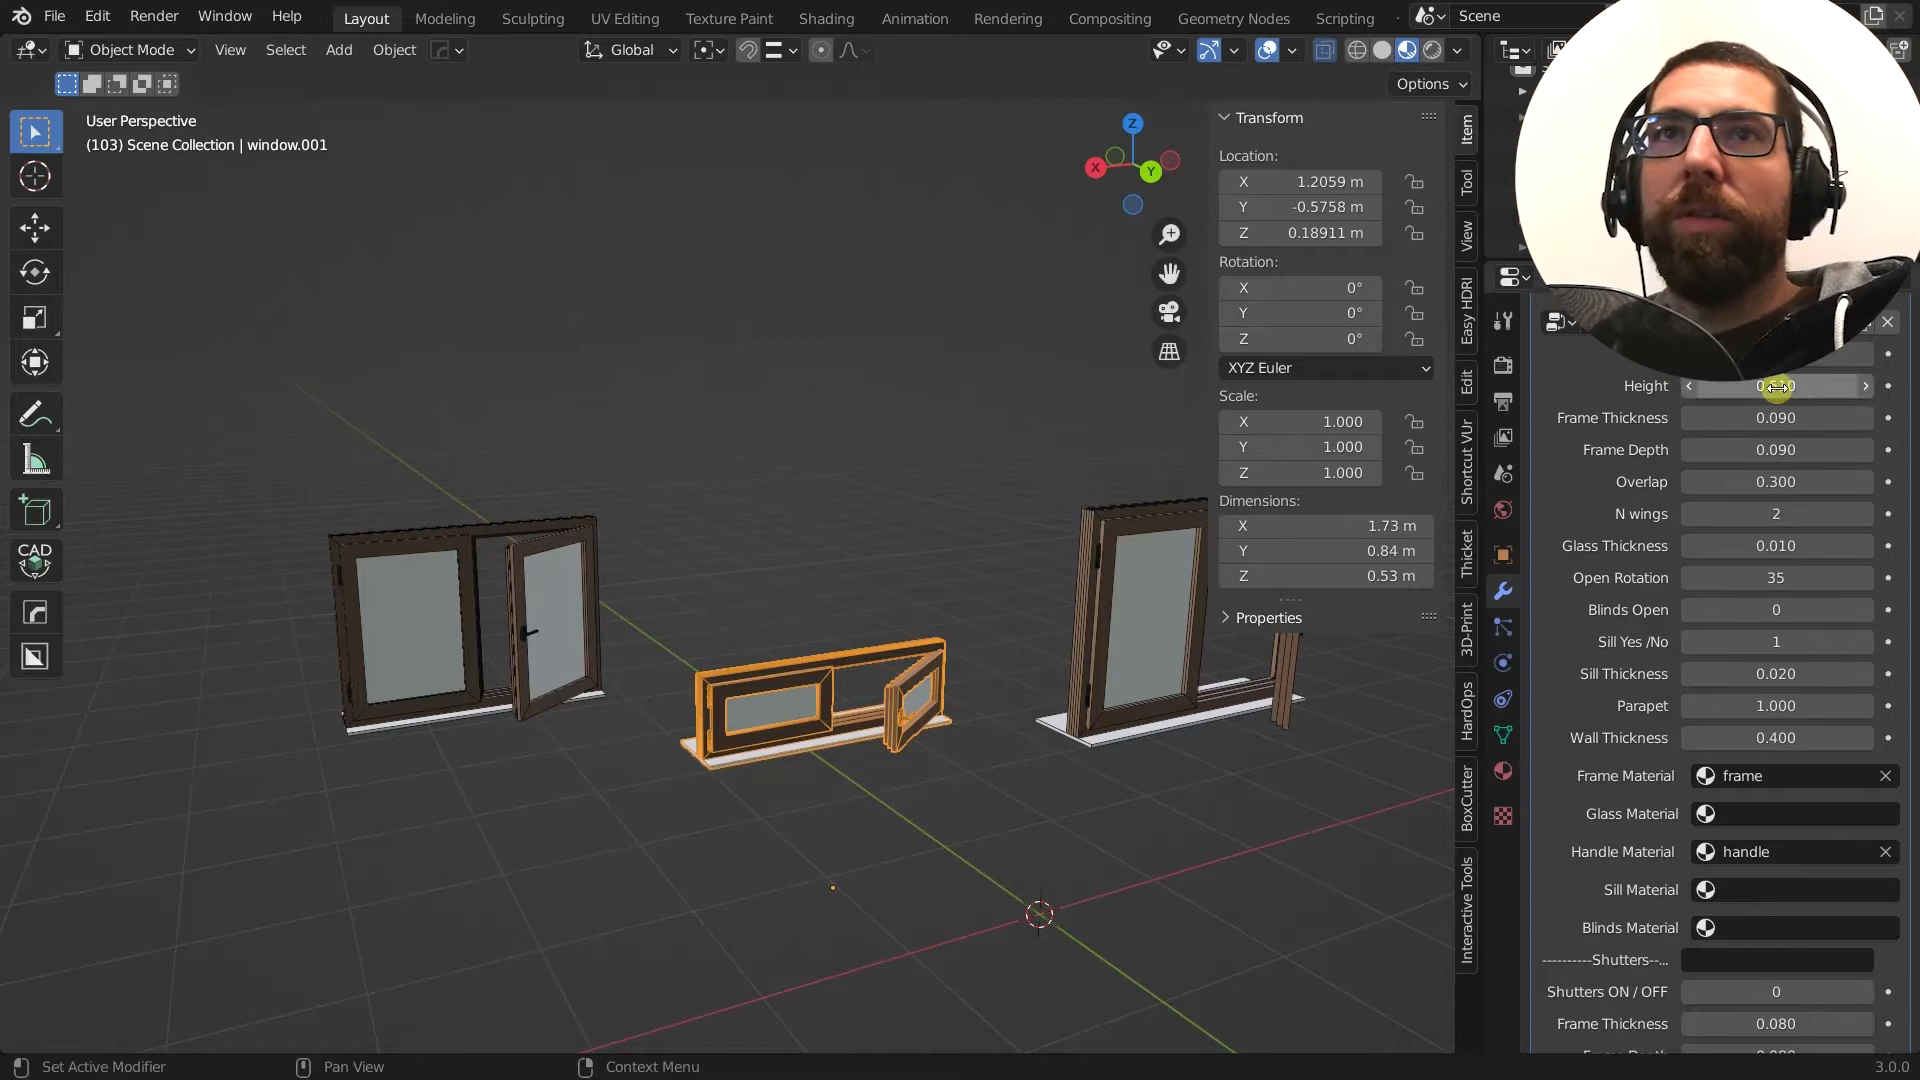 File Edit Render Window Help Layout Modeling Sculpting UV Editing Texture Paint Shading Animation Rendering Compositing Geometry Nodes Scripting Scene
Object Mode View Select Add Object Global
Options
User Perspective
(103) Scene Collection | window.001
Z
X
Y
CAD
Transform
Location:
X 1.2059 m
Y -0.5758 m
Z 0.18911 m
Rotation:
X 0°
Y 0°
Z 0°
XYZ Euler
Scale:
X 1.000
Y 1.000
Z 1.000
Dimensions:
X 1.73 m
Y 0.84 m
Z 0.53 m
Properties
Item
Tool
View
Easy HDRI
Edit
Shortcut VUr
Thicket
3D-Print
HardOps
BoxCutter
Interactive Tools
Height
Frame Thickness 0.090
Frame Depth 0.090
Overlap 0.300
N wings 2
Glass Thickness 0.010
Open Rotation 35
Blinds Open 0
Sill Yes /No 1
Sill Thickness 0.020
Parapet 1.000
Wall Thickness 0.400
Frame Material frame
Glass Material
Handle Material handle
Sill Material
Blinds Material
----------Shutters--...
Shutters ON / OFF 0
Frame Thickness 0.080
Set Active Modifier Pan View Context Menu 3.0.0